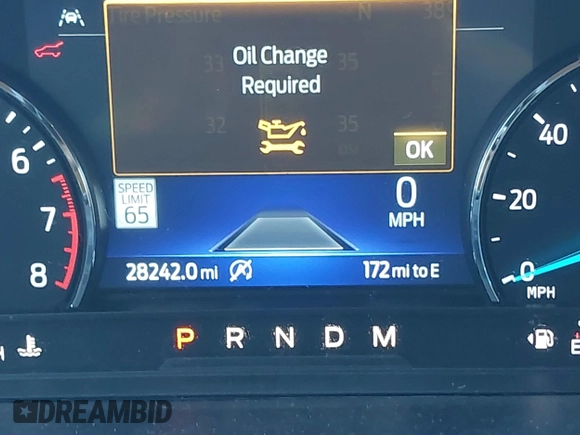 Tire Pressure N 38
Oil Change
Required
33 35
32 35
OK
SPEED
LIMIT
65
0
MPH
28242.0 mi 172 mi to E
6
7
8
40
20
0
MPH
P R N D M
H E
DREAMBID